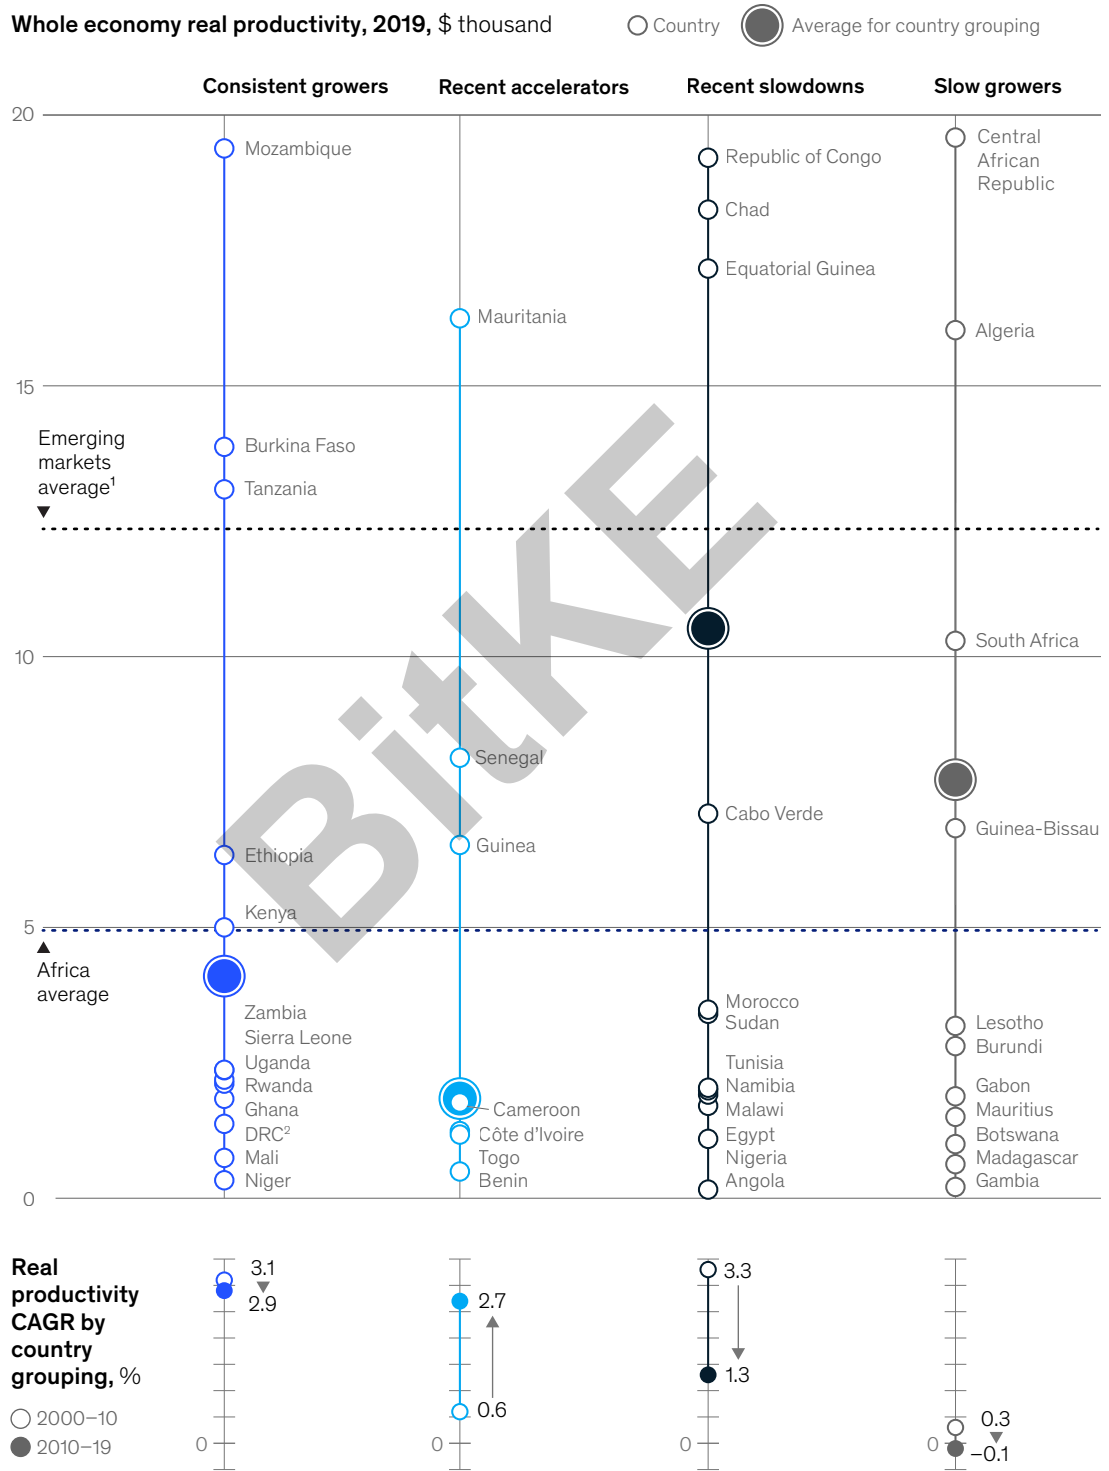 Whole economy real productivity, 2019, $ thousand
Country
Average for country grouping
Consistent growers
Recent accelerators
Recent slowdowns
Slow growers
20
15
10
5
0
Emerging
markets
average¹
Africa
average
Mozambique
Burkina Faso
Tanzania
Ethiopia
Kenya
Zambia
Sierra Leone
Uganda
Rwanda
Ghana
DRC²
Mali
Niger
Mauritania
Senegal
Guinea
Cameroon
Côte d'Ivoire
Togo
Benin
Republic of Congo
Chad
Equatorial Guinea
Cabo Verde
Morocco
Sudan
Tunisia
Namibia
Malawi
Egypt
Nigeria
Angola
Central
African
Republic
Algeria
South Africa
Guinea-Bissau
Lesotho
Burundi
Gabon
Mauritius
Botswana
Madagascar
Gambia
BitKE
Real
productivity
CAGR by
country
grouping, %
2000–10
2010–19
3.1
2.9
0
2.7
0.6
0
3.3
1.3
0
0.3
–0.1
0